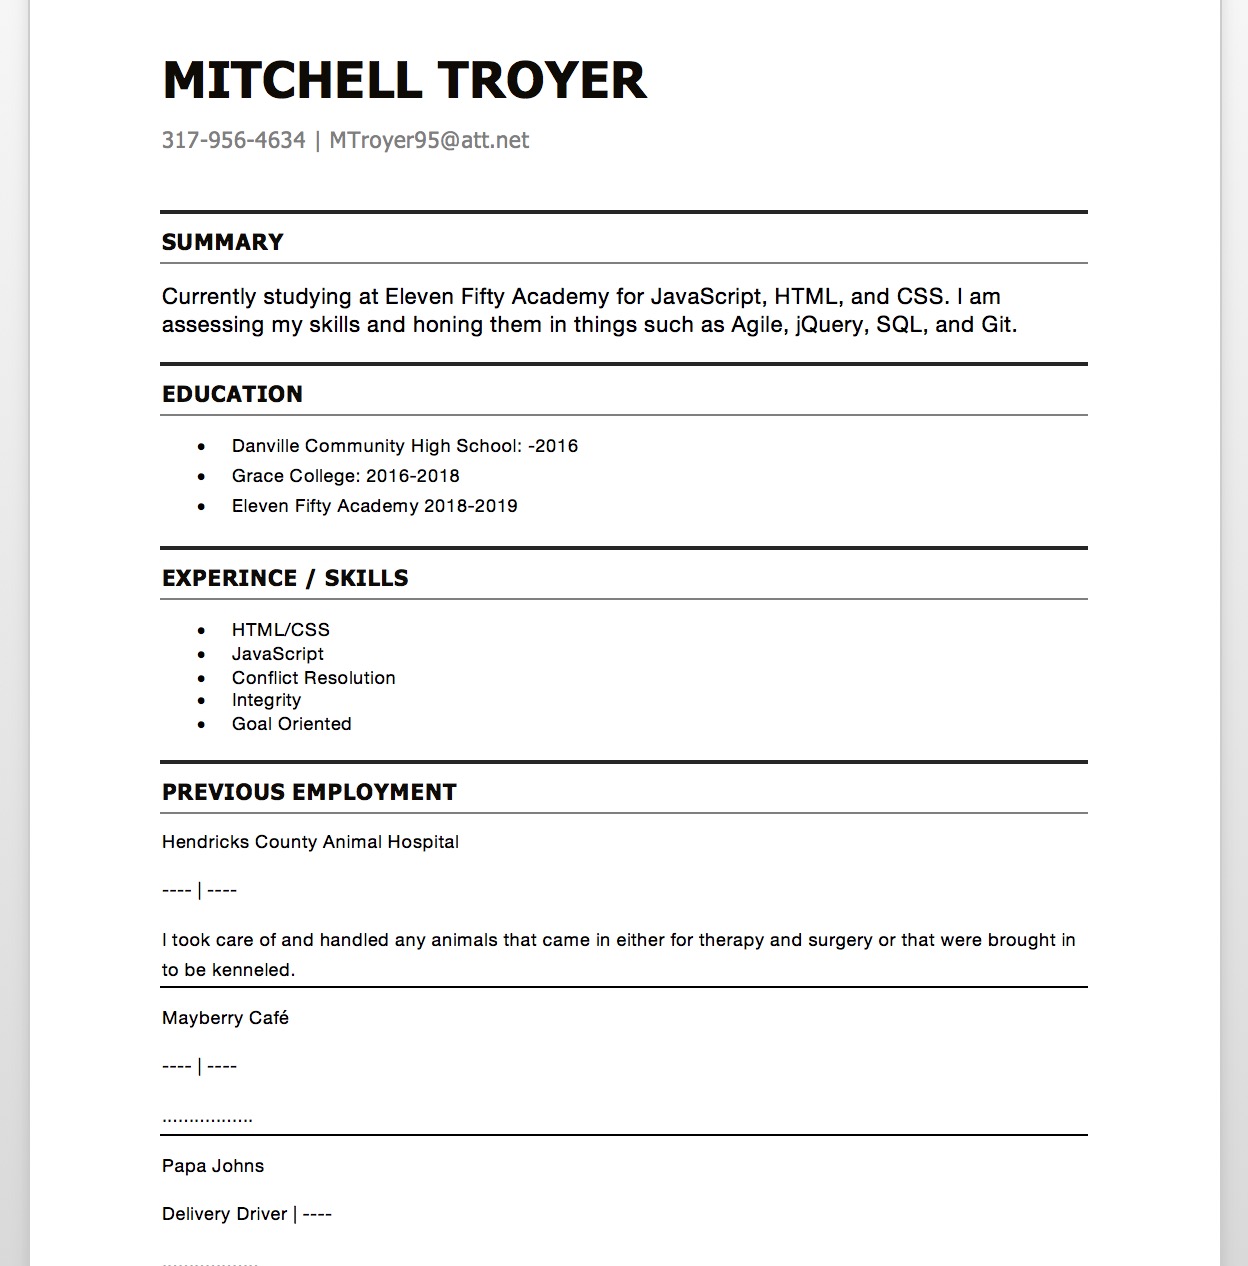 MITCHELL TROYER
317-956-4634 | MTroyer95@att.net
SUMMARY
Currently studying at Eleven Fifty Academy for JavaScript, HTML, and CSS. I am
assessing my skills and honing them in things such as Agile, jQuery, SQL, and Git.
EDUCATION
• Danville Community High School: -2016
• Grace College: 2016-2018
• Eleven Fifty Academy 2018-2019
EXPERINCE / SKILLS
• HTML/CSS
• JavaScript
• Conflict Resolution
• Integrity
• Goal Oriented
PREVIOUS EMPLOYMENT
Hendricks County Animal Hospital
---- | ----
I took care of and handled any animals that came in either for therapy and surgery or that were brought in
to be kenneled.
Mayberry Café
---- | ----
.................
Papa Johns
Delivery Driver | ----
..................